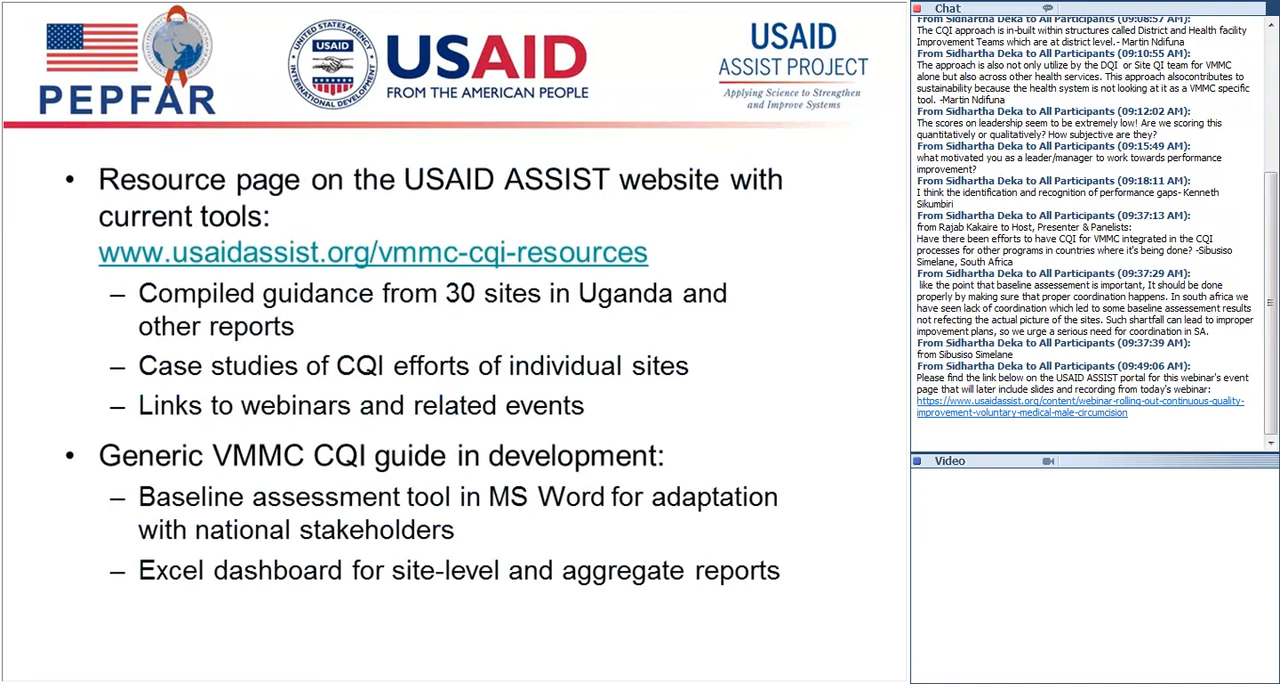 PEPFAR
UNITED STATES AGENCY
USAID
INTERNATIONAL DEVELOPMENT
USAID
FROM THE AMERICAN PEOPLE
USAID
ASSIST PROJECT
Applying Science to Strengthen
and Improve Systems
• Resource page on the USAID ASSIST website with
current tools:
www.usaidassist.org/vmmc-cqi-resources
– Compiled guidance from 30 sites in Uganda and
other reports
– Case studies of CQI efforts of individual sites
– Links to webinars and related events
• Generic VMMC CQI guide in development:
– Baseline assessment tool in MS Word for adaptation
with national stakeholders
– Excel dashboard for site-level and aggregate reports
Chat
From Sidhartha Deka to All Participants (09:08:57 AM):
The CQI approach is in-built within structures called District and Health facility
Improvement Teams which are at district level.- Martin Ndifuna
From Sidhartha Deka to All Participants (09:10:55 AM):
The approach is also not only utilize by the DQI or Site QI team for VMMC
alone but also across other health services. This approach alsocontributes to
sustainability because the health system is not looking at it as a VMMC specific
tool. -Martin Ndifuna
From Sidhartha Deka to All Participants (09:12:02 AM):
The scores on leadership seem to be extremely low! Are we scoring this
quantitatively or qualitatively? How subjective are they?
From Sidhartha Deka to All Participants (09:15:49 AM):
what motivated you as a leader/manager to work towards performance
improvement?
From Sidhartha Deka to All Participants (09:18:11 AM):
I think the identification and recognition of performance gaps- Kenneth
Sikumbiri
From Sidhartha Deka to All Participants (09:37:13 AM):
from Rajab Kakaire to Host, Presenter & Panelists:
Have there been efforts to have CQI for VMMC integrated in the CQI
processes for other programs in countries where it's being done? -Sibusiso
Simelane, South Africa
From Sidhartha Deka to All Participants (09:37:29 AM):
like the point that baseline assessment is important, It should be done
properly by making sure that proper coordination happens. In south africa we
have seen lack of coordination which led to some baseline assessment results
not reflecting the actual picture of the sites. Such shartfall can lead to improper
impovement plans, so we urge a serious need for coordination in SA.
From Sidhartha Deka to All Participants (09:37:39 AM):
from Sibusiso Simelane
From Sidhartha Deka to All Participants (09:49:06 AM):
Please find the link below on the USAID ASSIST portal for this webinar's event
page that will later include slides and recording from today's webinar:
https://www.usaidassist.org/content/webinar-rolling-out-continuous-quality-
improvement-voluntary-medical-male-circumcision
Video